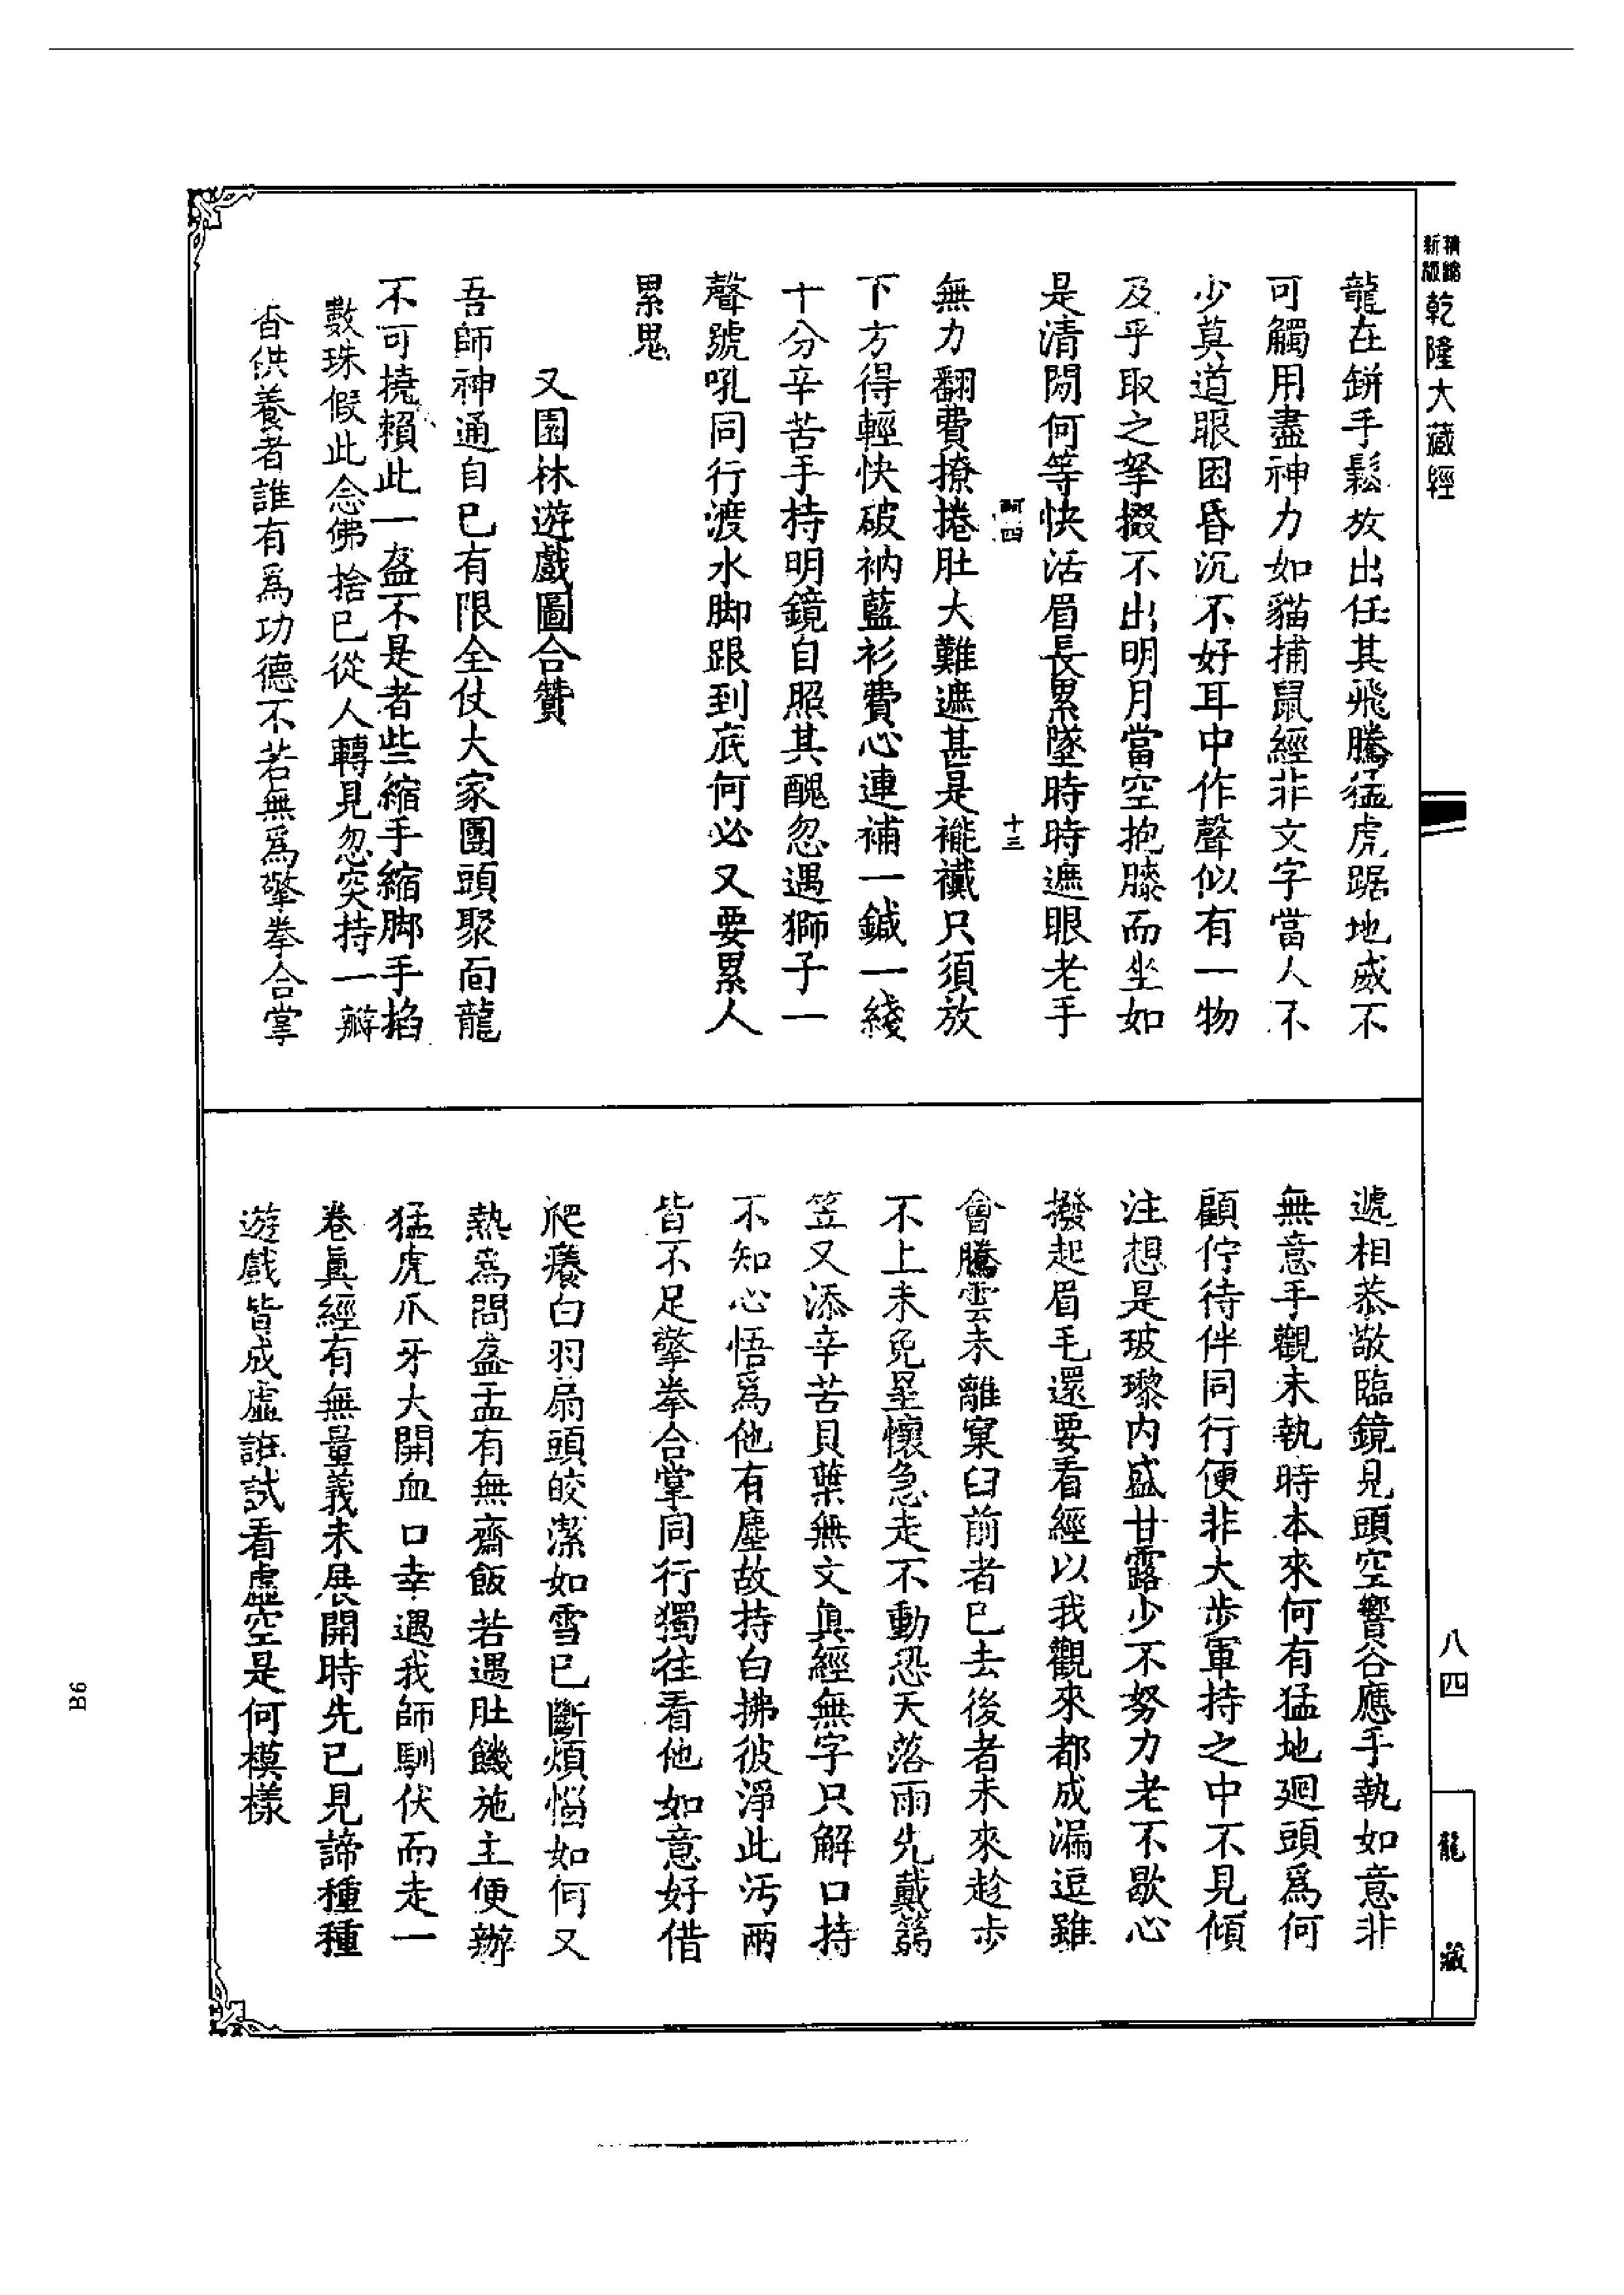 新版精縮
乾隆大藏經
龍在缾手鬆放出任其飛騰猛虎踞地威不
可觸用盡神力如貓捕鼠經非文字當人不
少莫道眼困昏沉不好耳中作聲似有一物
及乎取之拏掇不出明月當空抱膝而坐如
是清閒何等快活眉長累墜時時遮眼老手
四
十三
無力翻費撩捲肚大難遮甚是襹襶只須放
下方得輕快破衲藍衫費心連補一鍼一綫
十分辛苦手持明鏡自照其醜忽遇獅子一
聲號吼同行渡水脚跟到底何必又要累人
累鬼
又園林遊戲圖合贊
吾師神通自已有限全仗大家團頭聚面龍
不可撓賴此一盔不是者些縮手縮脚手掐
數珠假此念佛捨已從人轉見忽突持一瓣
香供養者誰有爲功德不若無爲擎拳合掌
遞相恭敬臨鏡見頭空響谷應手執如意非
無意手觀未執時本來何有猛地迴頭爲何
顧佇待伴同行便非大步軍持之中不見傾
注想是玻瓈内盛甘露少不努力老不歇心
撥起眉毛還要看經以我觀來都成漏逗雖
會騰雲未離窠臼前者已去後者未來趁步
不上未免罣懷急走不動恐天落雨先戴篛
笠又添辛苦貝葉無文眞經無字只解口持
不知心悟爲他有塵故持白拂彼淨此汚兩
皆不足擎拳合掌同行獨往看他如意好借
爬癢白羽扇頭皎潔如雪已斷煩惱如何又
熱爲問盋盂有無齋飯若遇肚饑施主便辦
猛虎爪牙大開血口幸遇我師馴伏而走一
卷眞經有無量義未展開時先已見諦種種
遊戲皆成虛誑試看虛空是何模樣
八四
龍藏
B6